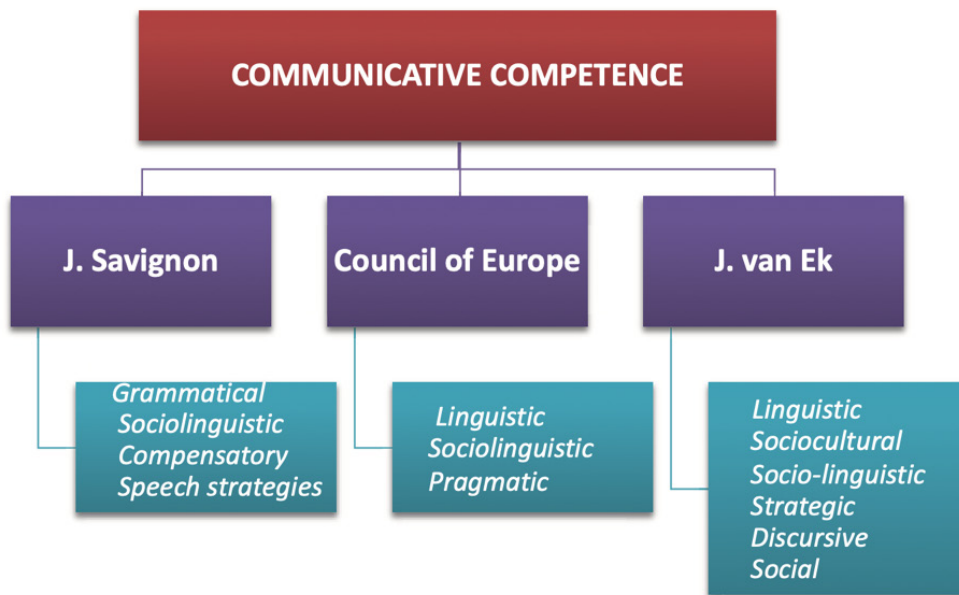 COMMUNICATIVE COMPETENCE
J. Savignon
Grammatical
Sociolinguistic
Compensatory
Speech strategies
Council of Europe
Linguistic
Sociolinguistic
Pragmatic
J. van Ek
Linguistic
Sociocultural
Socio-linguistic
Strategic
Discursive
Social